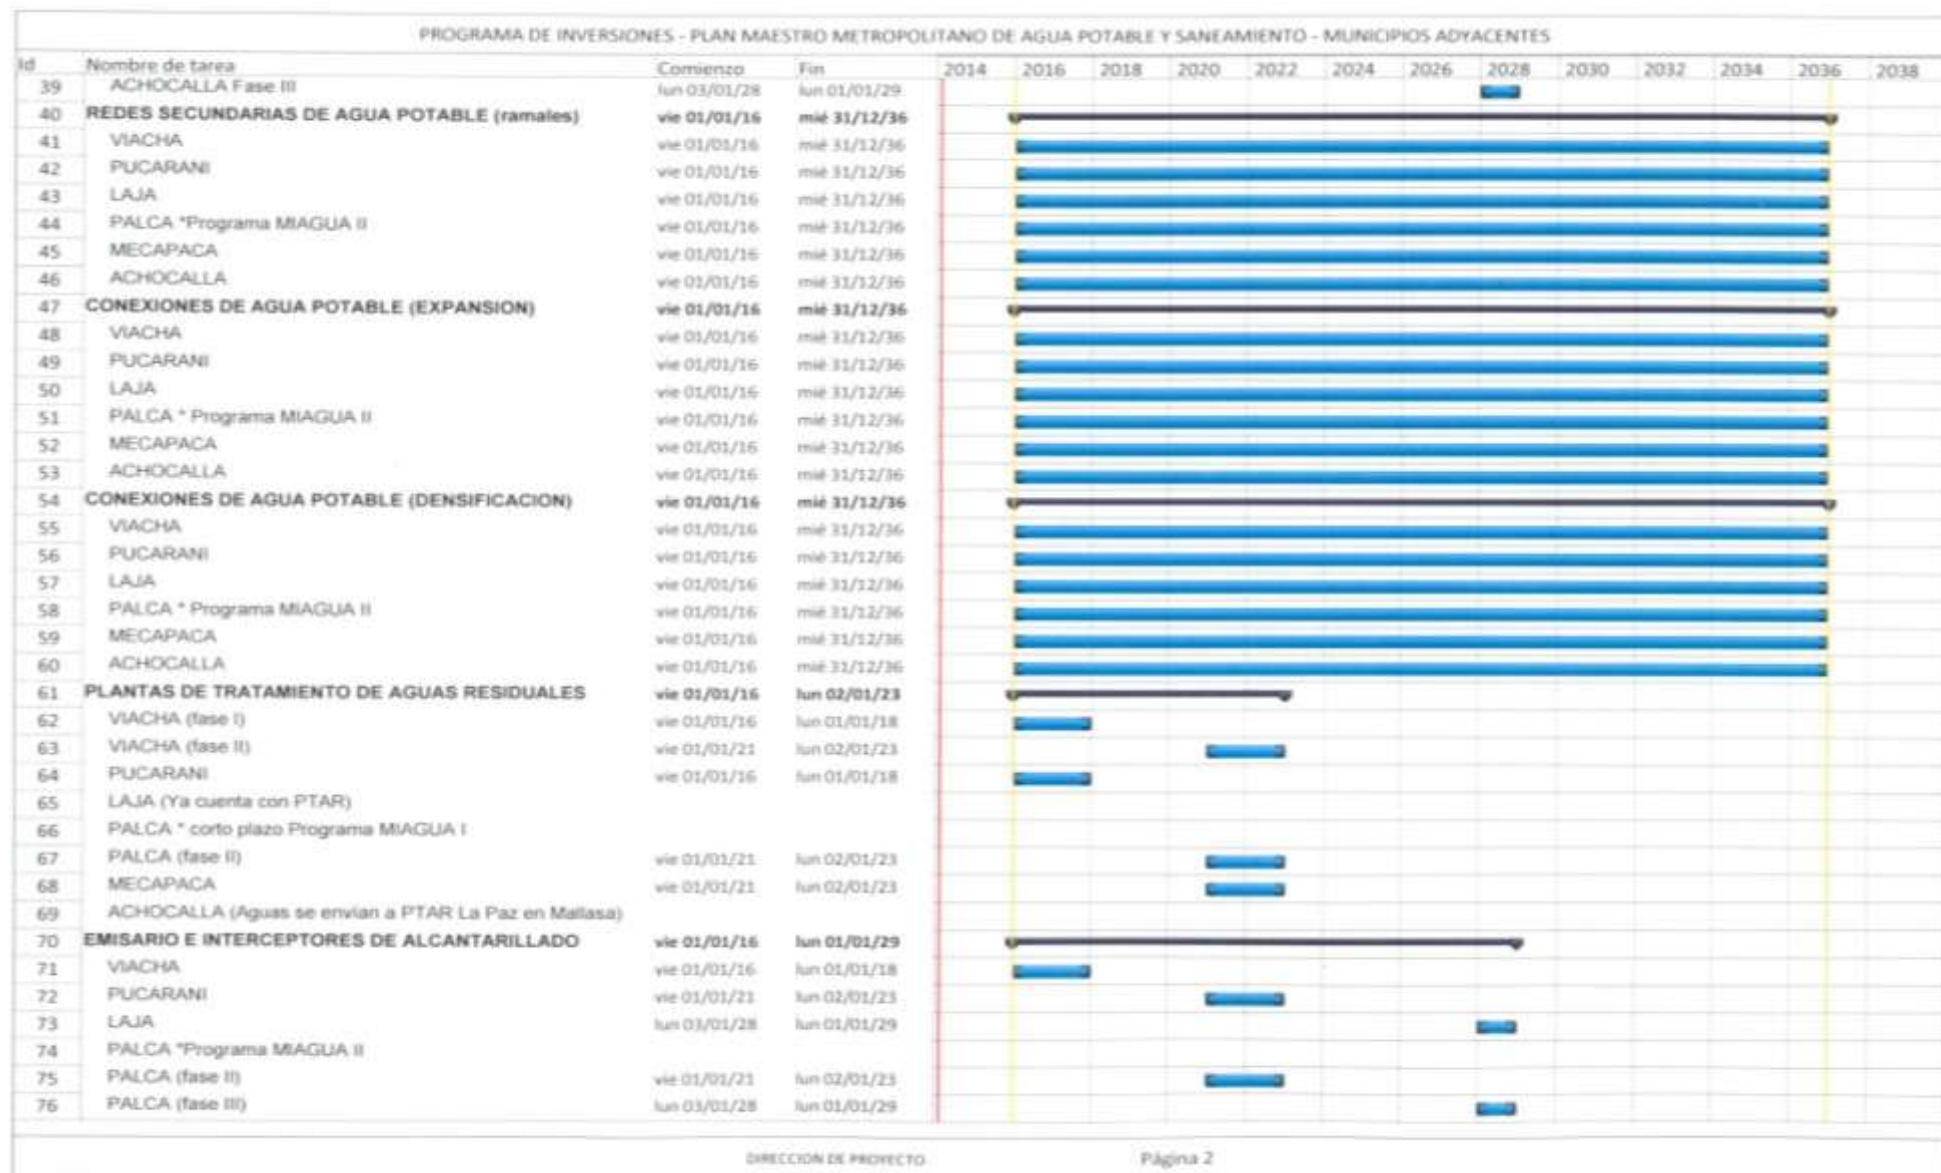 PROGRAMA DE INVERSIONES - PLAN MAESTRO METROPOLITANO DE AGUA POTABLE Y SANEAMIENTO - MUNICIPIOS ADYACENTES
Id Nombre de tarea Comienzo Fin 2014 2016 2018 2020 2022 2024 2026 2028 2030 2032 2034 2036 2038
39 ACHOCALLA Fase III lun 03/01/28 lun 01/01/29
40 REDES SECUNDARIAS DE AGUA POTABLE (ramales) vie 01/01/16 mié 31/12/36
41 VIACHA vie 01/01/16 mié 31/12/36
42 PUCARANI vie 01/01/16 mié 31/12/36
43 LAJA vie 01/01/16 mié 31/12/36
44 PALCA *Programa MIAGUA II vie 01/01/16 mié 31/12/36
45 MECAPACA vie 01/01/16 mié 31/12/36
46 ACHOCALLA vie 01/01/16 mié 31/12/36
47 CONEXIONES DE AGUA POTABLE (EXPANSION) vie 01/01/16 mié 31/12/36
48 VIACHA vie 01/01/16 mié 31/12/36
49 PUCARANI vie 01/01/16 mié 31/12/36
50 LAJA vie 01/01/16 mié 31/12/36
51 PALCA * Programa MIAGUA II vie 01/01/16 mié 31/12/36
52 MECAPACA vie 01/01/16 mié 31/12/36
53 ACHOCALLA vie 01/01/16 mié 31/12/36
54 CONEXIONES DE AGUA POTABLE (DENSIFICACION) vie 01/01/16 mié 31/12/36
55 VIACHA vie 01/01/16 mié 31/12/36
56 PUCARANI vie 01/01/16 mié 31/12/36
57 LAJA vie 01/01/16 mié 31/12/36
58 PALCA * Programa MIAGUA II vie 01/01/16 mié 31/12/36
59 MECAPACA vie 01/01/16 mié 31/12/36
60 ACHOCALLA vie 01/01/16 mié 31/12/36
61 PLANTAS DE TRATAMIENTO DE AGUAS RESIDUALES vie 01/01/16 lun 02/01/23
62 VIACHA (fase I) vie 01/01/16 lun 01/01/18
63 VIACHA (fase II) vie 01/01/21 lun 02/01/23
64 PUCARANI vie 01/01/16 lun 01/01/18
65 LAJA (Ya cuenta con PTAR)
66 PALCA * corto plazo Programa MIAGUA I
67 PALCA (fase II) vie 01/01/21 lun 02/01/23
68 MECAPACA vie 01/01/21 lun 02/01/23
69 ACHOCALLA (Aguas se envian a PTAR La Paz en Mallasa)
70 EMISARIO E INTERCEPTORES DE ALCANTARILLADO vie 01/01/16 lun 01/01/29
71 VIACHA vie 01/01/16 lun 01/01/18
72 PUCARANI vie 01/01/21 lun 02/01/23
73 LAJA lun 03/01/28 lun 01/01/29
74 PALCA *Programa MIAGUA II
75 PALCA (fase II) vie 01/01/21 lun 02/01/23
76 PALCA (fase III) lun 03/01/28 lun 01/01/29
DIRECCION DE PROYECTO Página 2